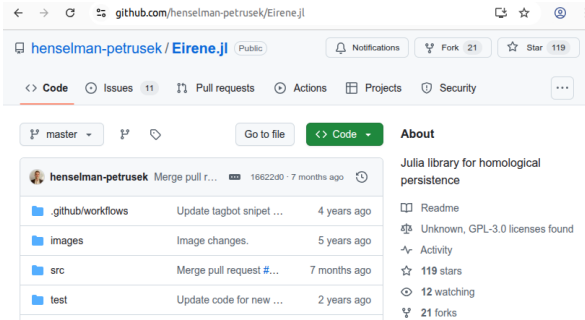 github.com/henselman-petrusek/Eirene.jl
henselman-petrusek / Eirene.jl Public
Notifications Fork 21 Star 119
Code Issues 11 Pull requests Actions Projects Security ...
master Go to file Code
henselman-petrusek Merge pull r... 16622d0 · 7 months ago
.github/workflows Update tagbot snipet ... 4 years ago
images Image changes. 5 years ago
src Merge pull request #... 7 months ago
test Update code for new ... 2 years ago
About
Julia library for homological
persistence
Readme
Unknown, GPL-3.0 licenses found
Activity
119 stars
12 watching
21 forks